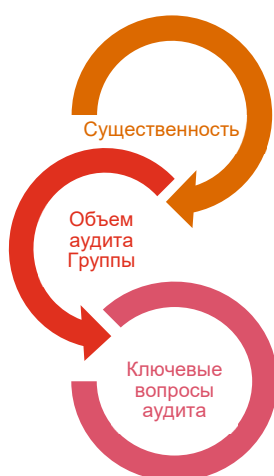 Существенность
Объем
аудита
Группы
Ключевые
вопросы
аудита